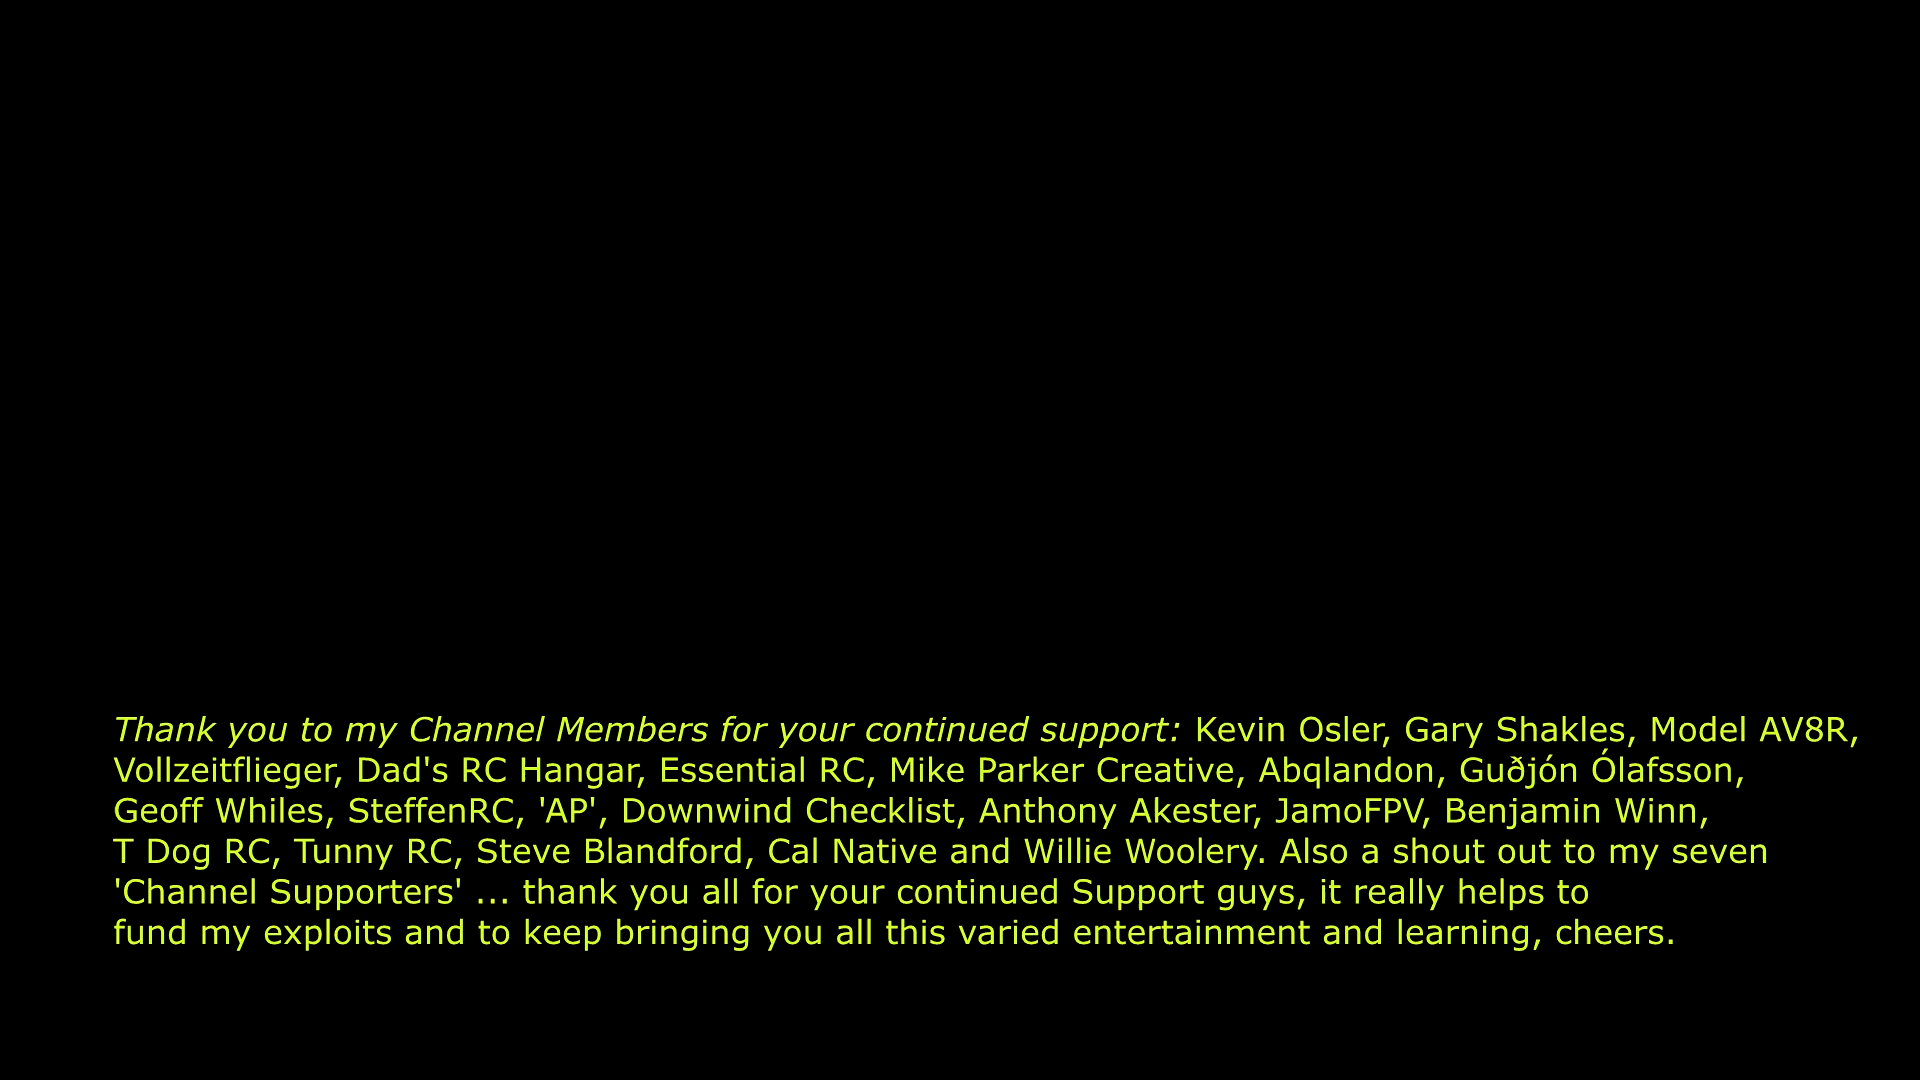 Thank you to my Channel Members for your continued support: Kevin Osler, Gary Shakles, Model AV8R,
Vollzeitflieger, Dad's RC Hangar, Essential RC, Mike Parker Creative, Abqlandon, Guðjón Ólafsson,
Geoff Whiles, SteffenRC, 'AP', Downwind Checklist, Anthony Akester, JamoFPV, Benjamin Winn,
T Dog RC, Tunny RC, Steve Blandford, Cal Native and Willie Woolery. Also a shout out to my seven
'Channel Supporters' ... thank you all for your continued Support guys, it really helps to
fund my exploits and to keep bringing you all this varied entertainment and learning, cheers.